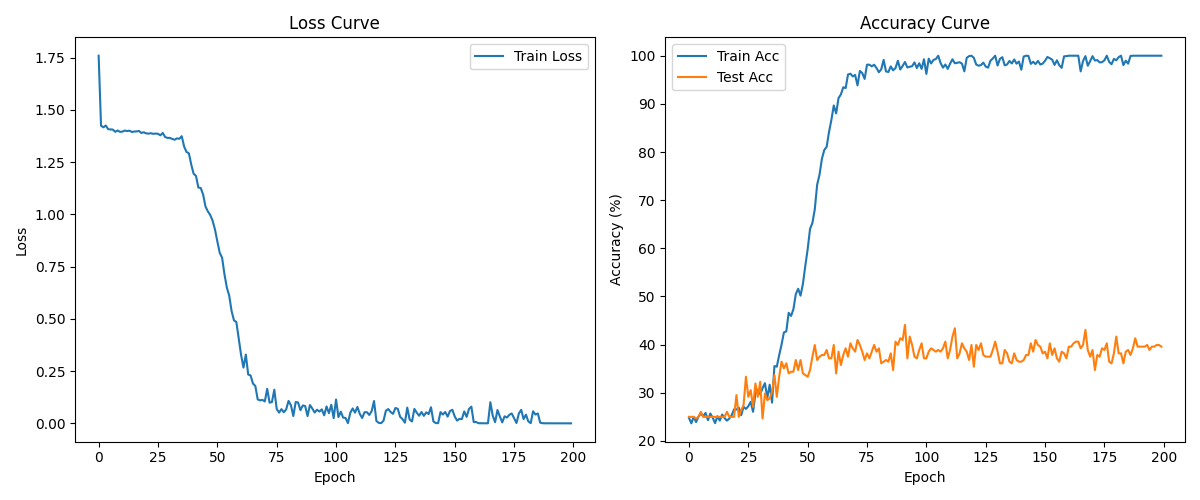 Loss Curve
Train Loss
1.75
1.50
1.25
1.00
0.75
0.50
0.25
0.00
Loss
0 25 50 75 100 125 150 175 200
Epoch
Accuracy Curve
Train Acc
Test Acc
100
90
80
70
60
50
40
30
20
Accuracy (%)
0 25 50 75 100 125 150 175 200
Epoch